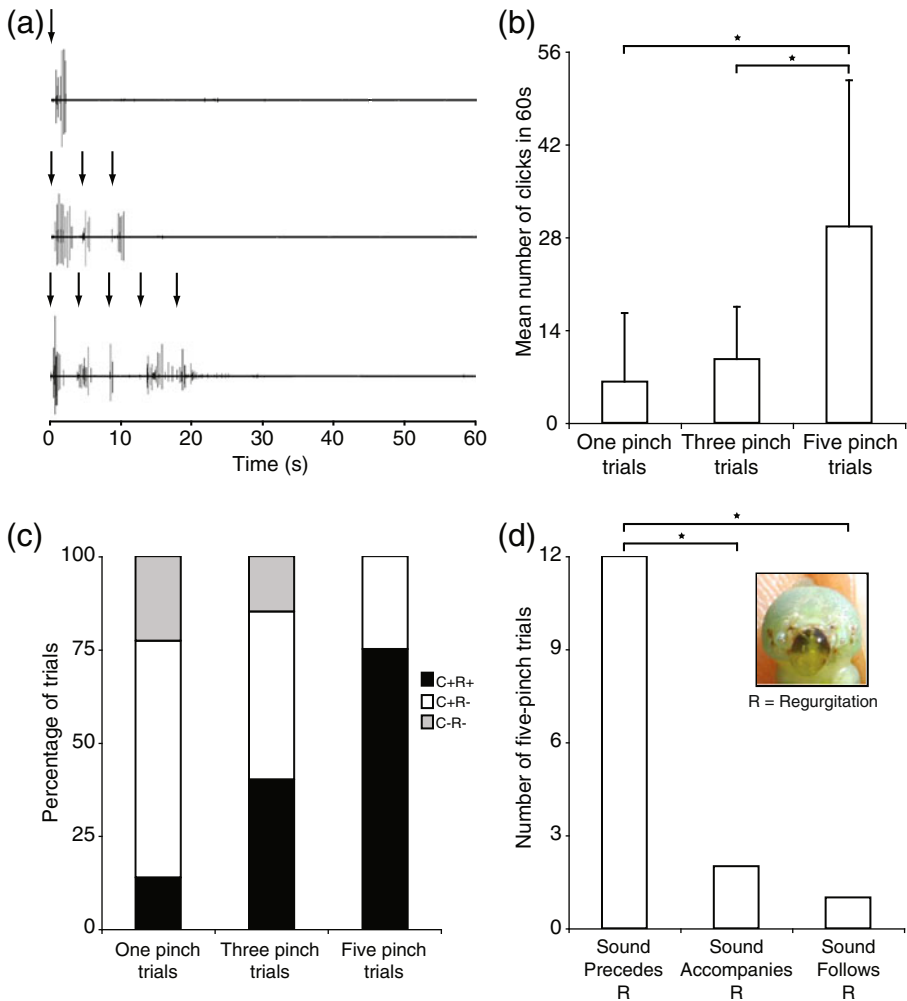 (a)
0 10 20 30 40 50 60
Time (s)
(b)
Mean number of clicks in 60s
56
42
28
14
0
One pinch trials
Three pinch trials
Five pinch trials
(c)
Percentage of trials
100
75
50
25
0
One pinch trials
Three pinch trials
Five pinch trials
C+R+
C+R-
C-R-
(d)
Number of five-pinch trials
12
9
6
3
0
R = Regurgitation
Sound Precedes R
Sound Accompanies R
Sound Follows R